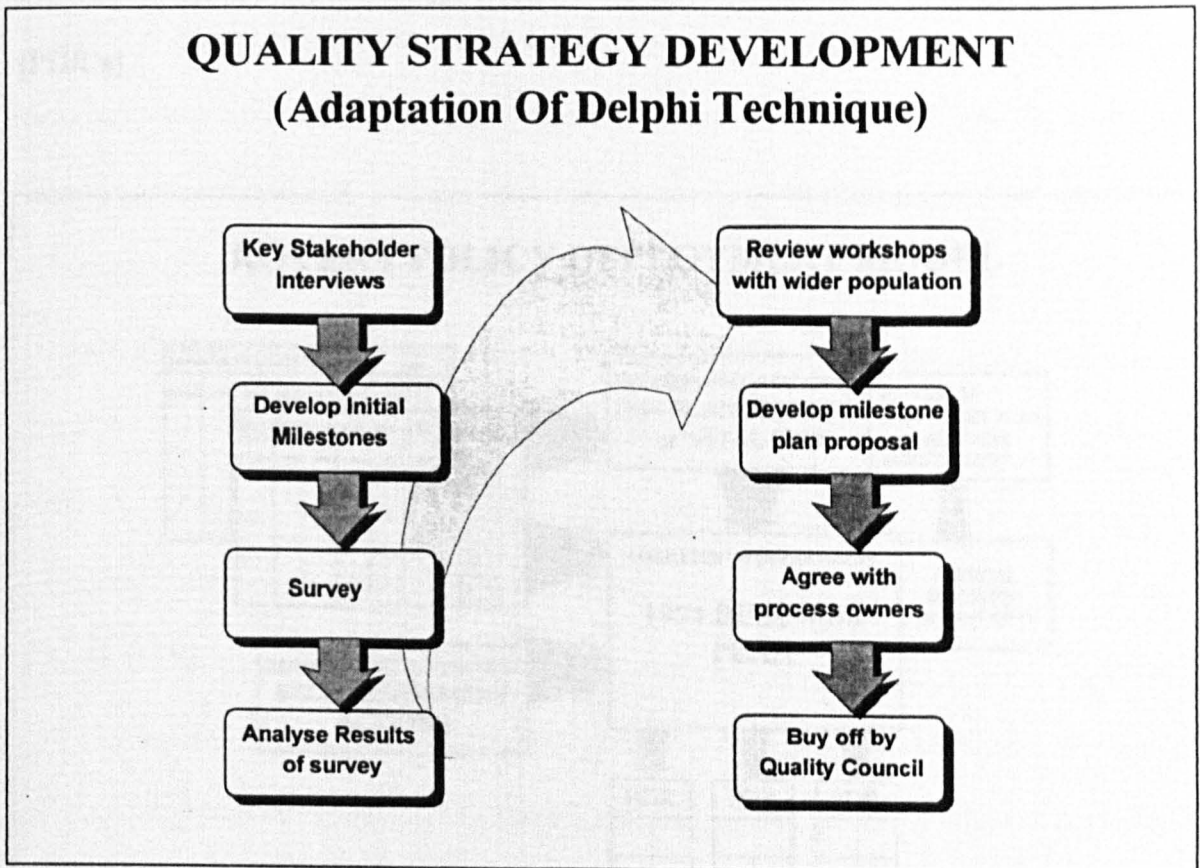 QUALITY STRATEGY DEVELOPMENT
(Adaptation Of Delphi Technique)
Key Stakeholder
Interviews
Develop Initial
Milestones
Survey
Analyse Results
of survey
Review workshops
with wider population
Develop milestone
plan proposal
Agree with
process owners
Buy off by
Quality Council